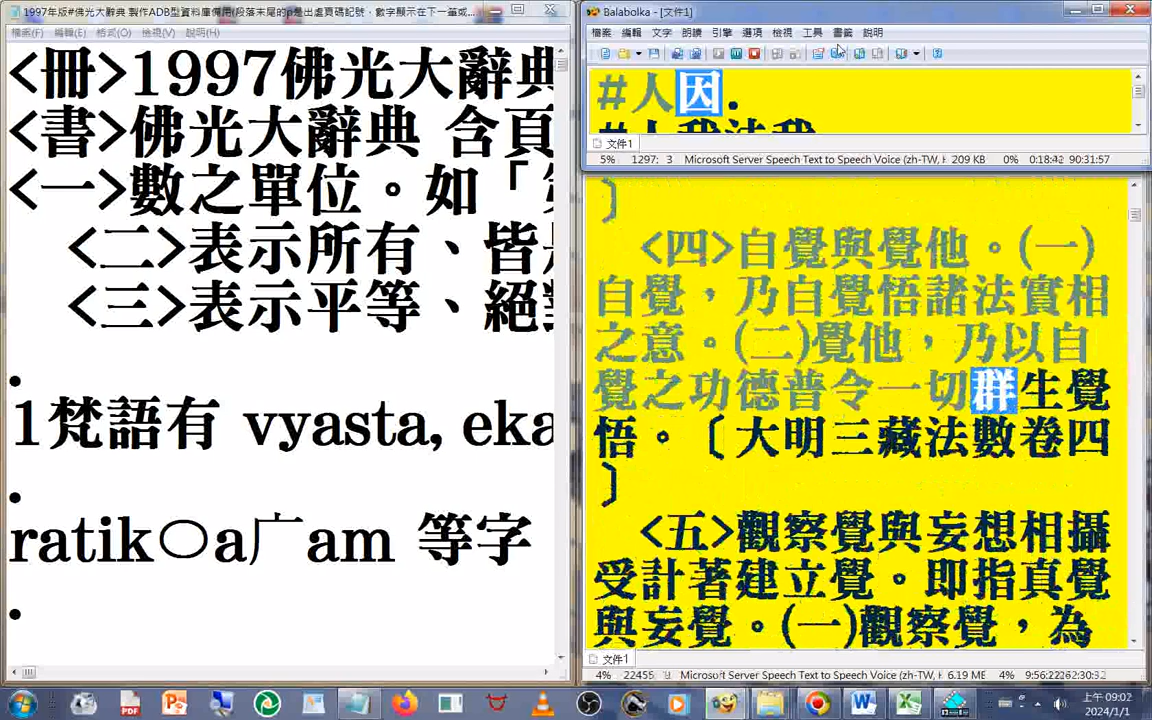 1997年版#佛光大辭典 製作ADB型資料庫備用(段落末尾的p是出處頁碼記號，數字顯示在下一筆或...
檔案(F) 編輯(E) 格式(O) 檢視(V) 說明(H)
<冊>1997佛光大辭典
<書>佛光大辭典 含頁
<一>數之單位。如「
<二>表示所有、皆
<三>表示平等、絕
.
1梵語有 vyasta, eka
.
ratik○a广am 等字
.
Balabolka - [文件1]
檔案 編輯 文字 朗讀 引擎 選項 檢視 工具 書籤 說明
#人因.
#人我法我
文件1
5% 1297: 3 Microsoft Server Speech Text to Speech Voice (zh-TW, 209 KB 0% 0:18:42 90:31:57
〕
<四>自覺與覺他。(一)
自覺，乃自覺悟諸法實相
之意。(二)覺他，乃以自
覺之功德普令一切群生覺
悟。〔大明三藏法數卷四
〕
<五>觀察覺與妄想相攝
受計著建立覺。即指真覺
與妄覺。(一)觀察覺，為
文件1
Microsoft Server Speech Text to Speech Voice (zh-TW, 6.19 ME 4%
上午 09:02
2024/1/1